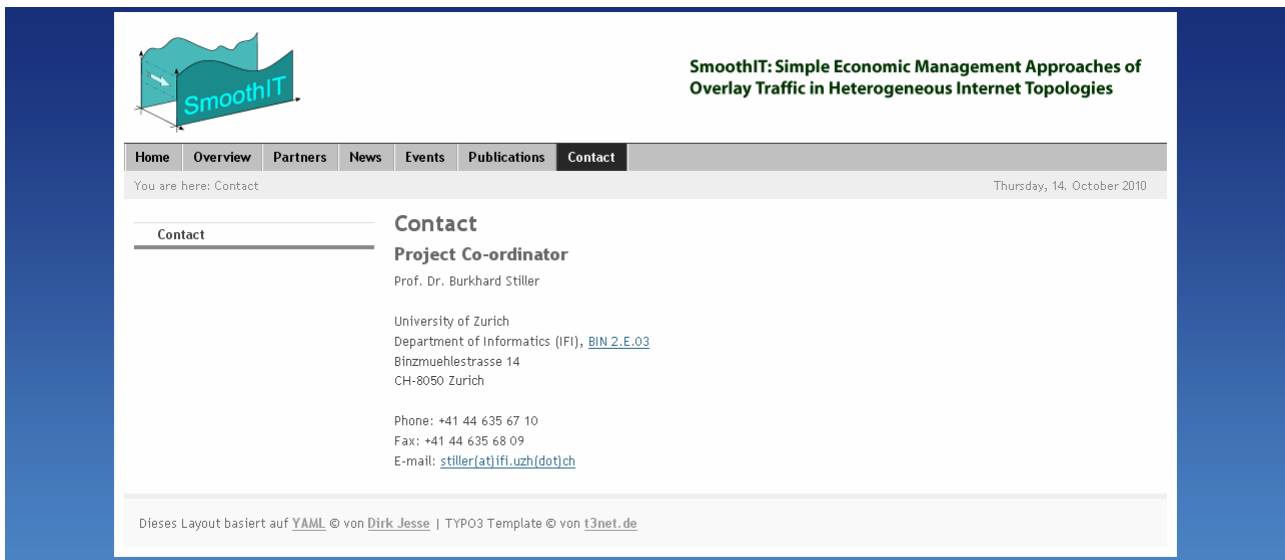 SmoothIT
SmoothIT: Simple Economic Management Approaches of
Overlay Traffic in Heterogeneous Internet Topologies
Home Overview Partners News Events Publications Contact
You are here: Contact
Thursday, 14. October 2010
Contact
Contact
Project Co-ordinator
Prof. Dr. Burkhard Stiller
University of Zurich
Department of Informatics (IFI), BIN 2.E.03
Binzmuehlestrasse 14
CH-8050 Zurich
Phone: +41 44 635 67 10
Fax: +41 44 635 68 09
E-mail: stiller(at)ifi.uzh(dot)ch
Dieses Layout basiert auf YAML © von Dirk Jesse | TYPO3 Template © von t3net.de